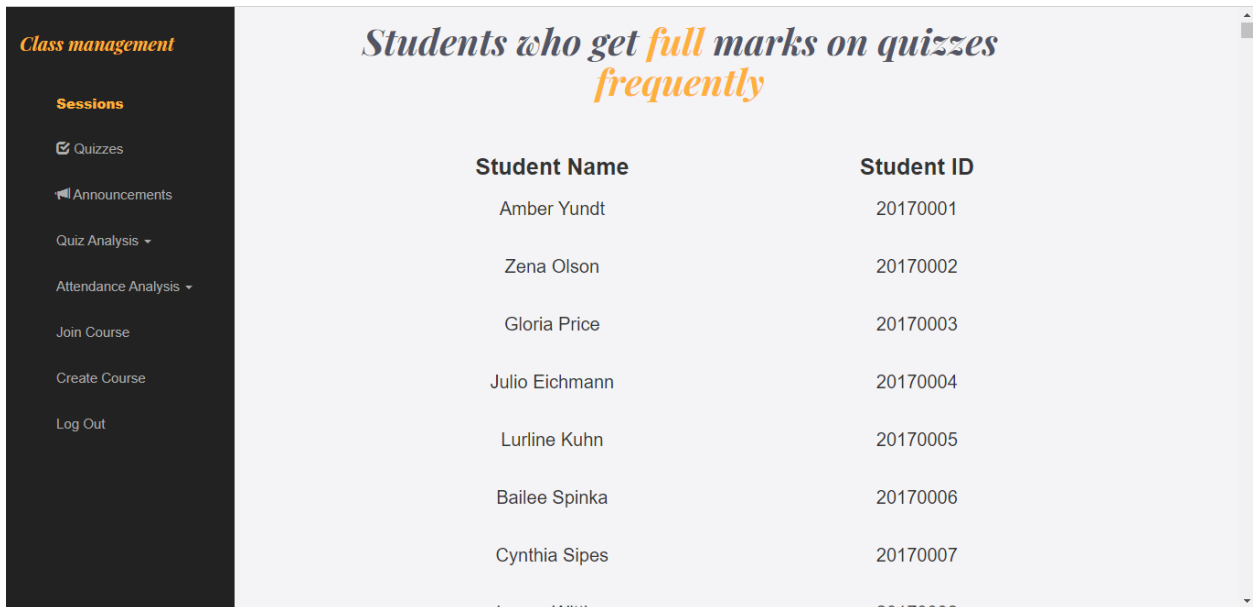 Class management
Sessions
Quizzes
Announcements
Quiz Analysis
Attendance Analysis
Join Course
Create Course
Log Out
Students who get full marks on quizzes
frequently
Student Name Student ID
Amber Yundt 20170001
Zena Olson 20170002
Gloria Price 20170003
Julio Eichmann 20170004
Lurline Kuhn 20170005
Bailee Spinka 20170006
Cynthia Sipes 20170007